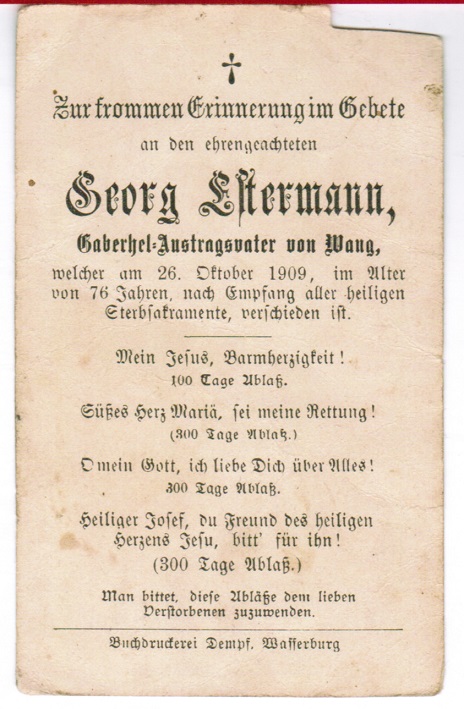 Zur frommen Erinnerung im Gebete
an den ehrengeachteten
Georg Estermann,
Gaberhel-Austragsvater von Wang,
welcher am 26. Oktober 1909, im Alter
von 76 Jahren, nach Empfang aller heiligen
Sterbsakramente, verschieden ist.
Mein Jesus, Barmherzigkeit!
100 Tage Ablaß.
Süßes Herz Mariä, sei meine Rettung!
(300 Tage Ablaß.)
O mein Gott, ich liebe Dich über Alles!
300 Tage Ablaß.
Heiliger Josef, du Freund des heiligen
Herzens Jesu, bitt' für ihn!
(300 Tage Ablaß.)
Man bittet, diese Abläße dem lieben
Verstorbenen zuzuwenden.
Buchdruckerei Dempf, Wasserburg